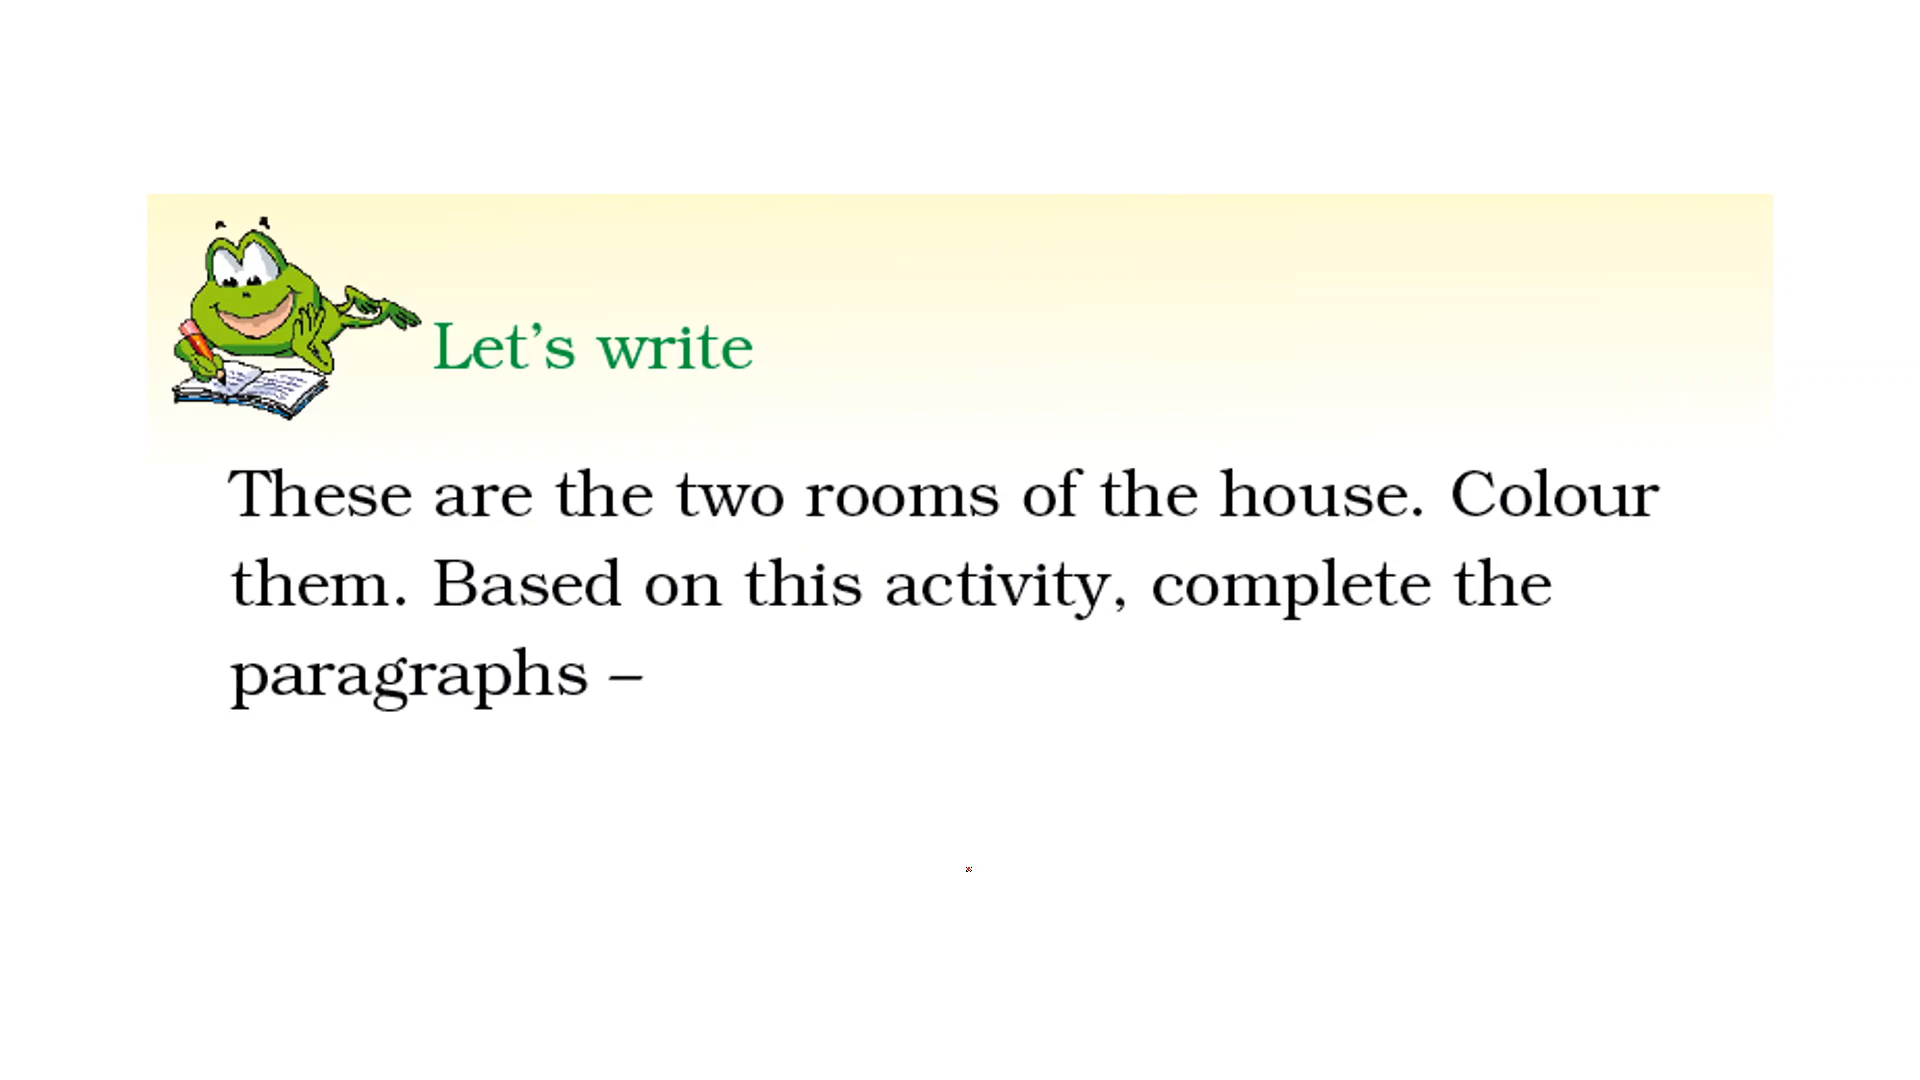 Let’s write
These are the two rooms of the house. Colour
them. Based on this activity, complete the
paragraphs –